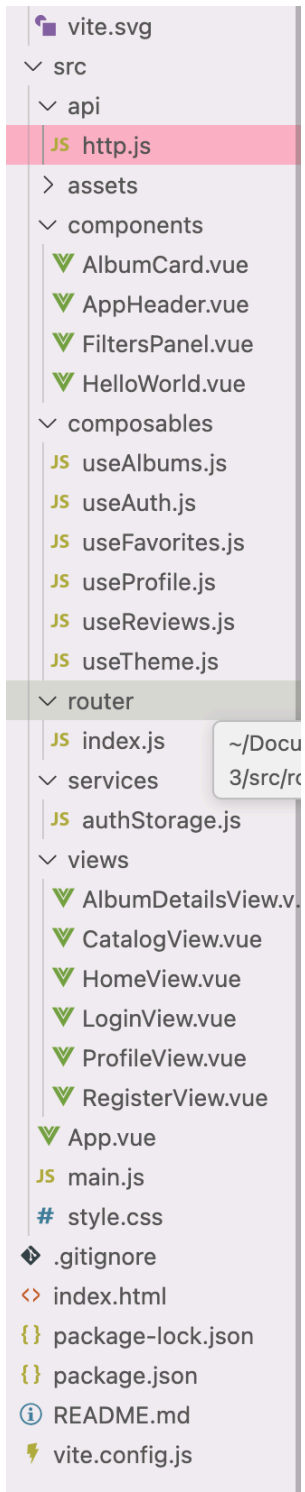 vite.svg
src
api
JS http.js
assets
components
AlbumCard.vue
AppHeader.vue
FiltersPanel.vue
HelloWorld.vue
composables
JS useAlbums.js
JS useAuth.js
JS useFavorites.js
JS useProfile.js
JS useReviews.js
JS useTheme.js
router
JS index.js
~/Docu
3/src/ro
services
JS authStorage.js
views
AlbumDetailsView.v...
CatalogView.vue
HomeView.vue
LoginView.vue
ProfileView.vue
RegisterView.vue
App.vue
JS main.js
# style.css
.gitignore
<> index.html
{} package-lock.json
{} package.json
README.md
vite.config.js